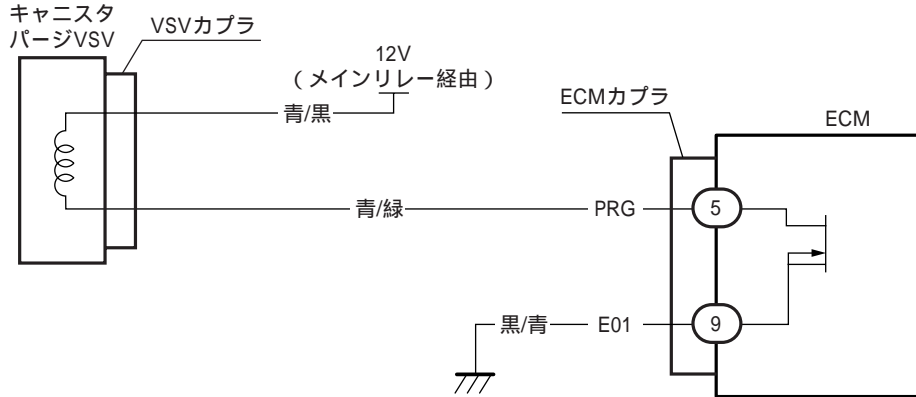 キャニスタ
パージVSV
VSVカプラ
12V
(メインリレー経由)
青/黒
ECMカプラ
ECM
青/緑
PRG
5
黒/青
E01
9